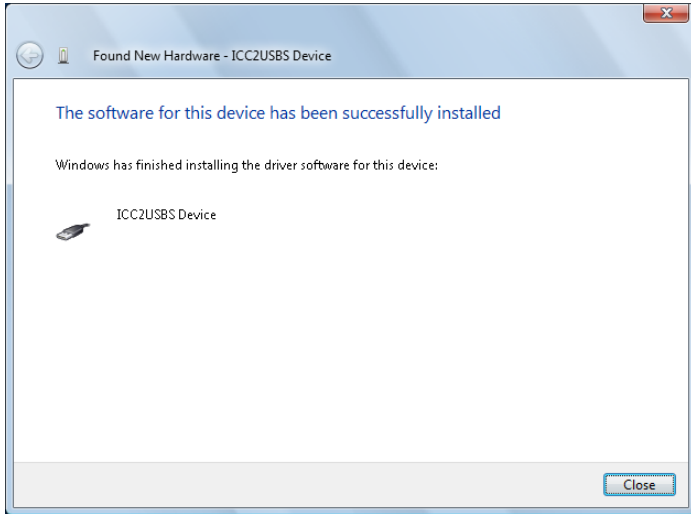 Found New Hardware - ICC2USBS Device
The software for this device has been successfully installed
Windows has finished installing the driver software for this device:
ICC2USBS Device
Close